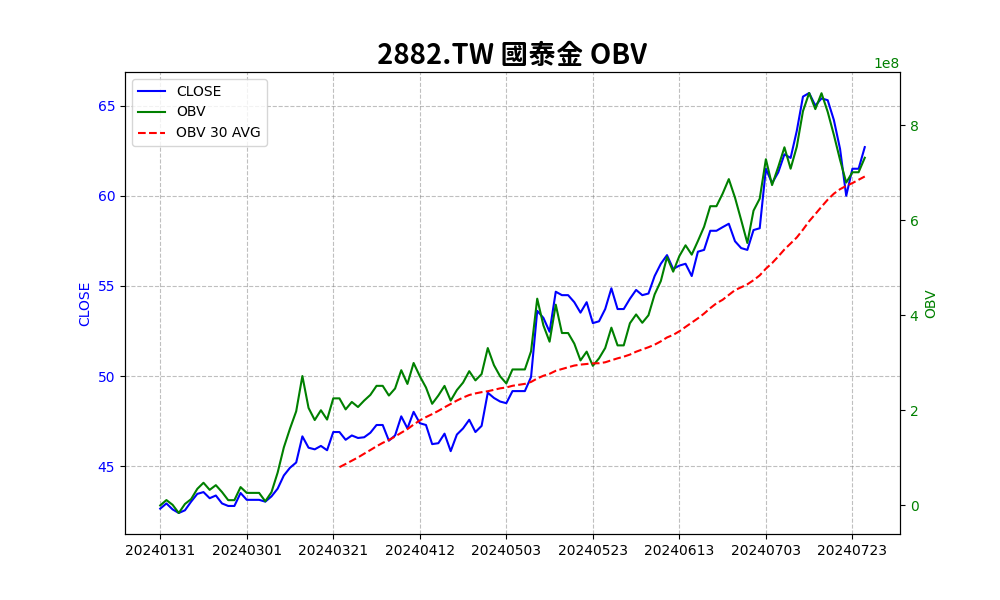 2882.TW 國泰金 OBV
1e8
CLOSE
OBV
OBV 30 AVG
65
60
55
50
45
CLOSE
8
6
4
2
0
OBV
20240131 20240301 20240321 20240412 20240503 20240523 20240613 20240703 20240723